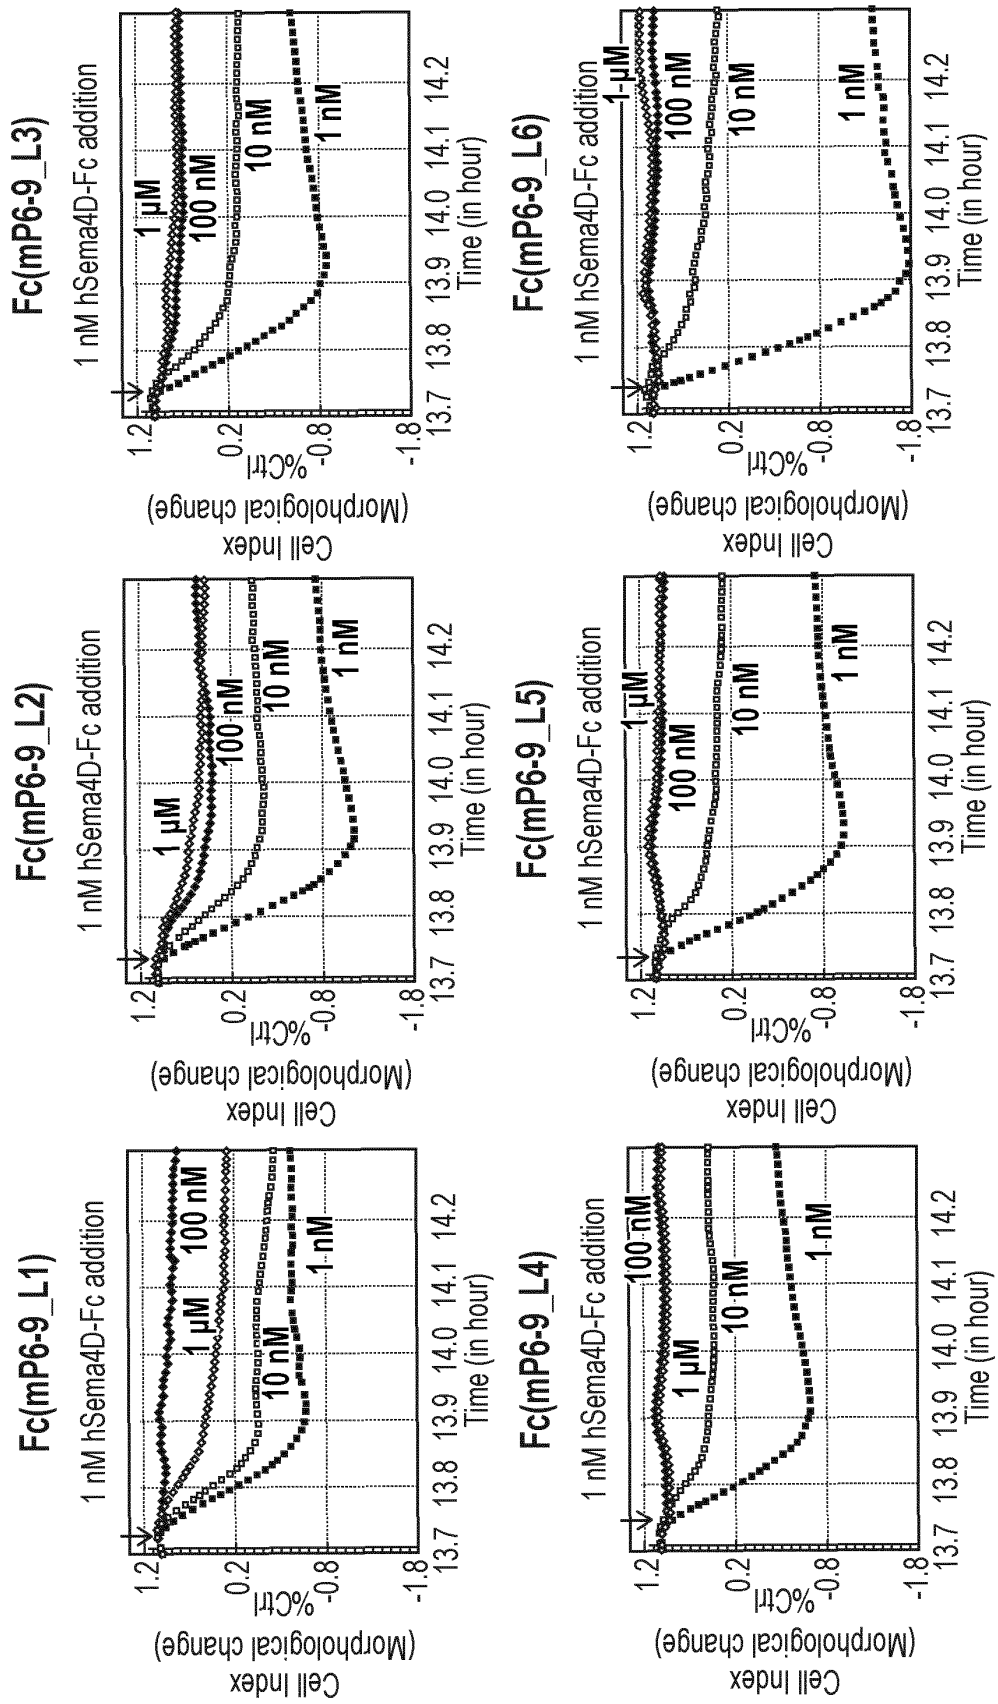 Fc(mP6-9_L1)
1 nM hSema4D-Fc addition
Cell Index
(Morphological change)
%Ctrl
1.2
0.2
-0.8
-1.8
100 nM
1 µM
10 nM
1 nM
13.7 13.8 13.9 14.0 14.1 14.2
Time (in hour)
Fc(mP6-9_L2)
1 nM hSema4D-Fc addition
Cell Index
(Morphological change)
%Ctrl
1.2
0.2
-0.8
-1.8
1 µM
100 nM
10 nM
1 nM
13.7 13.8 13.9 14.0 14.1 14.2
Time (in hour)
Fc(mP6-9_L3)
1 nM hSema4D-Fc addition
Cell Index
(Morphological change)
%Ctrl
1.2
0.2
-0.8
-1.8
1 µM
100 nM
10 nM
1 nM
13.7 13.8 13.9 14.0 14.1 14.2
Time (in hour)
Fc(mP6-9_L4)
1 nM hSema4D-Fc addition
Cell Index
(Morphological change)
%Ctrl
1.2
0.2
-0.8
-1.8
100 nM
1 µM
10 nM
1 nM
13.7 13.8 13.9 14.0 14.1 14.2
Time (in hour)
Fc(mP6-9_L5)
1 nM hSema4D-Fc addition
Cell Index
(Morphological change)
%Ctrl
1.2
0.2
-0.8
-1.8
1 µM
100 nM
10 nM
1 nM
13.7 13.8 13.9 14.0 14.1 14.2
Time (in hour)
Fc(mP6-9_L6)
1 nM hSema4D-Fc addition
Cell Index
(Morphological change)
%Ctrl
1.2
0.2
-0.8
-1.8
1 µM
100 nM
10 nM
1 nM
13.7 13.8 13.9 14.0 14.1 14.2
Time (in hour)